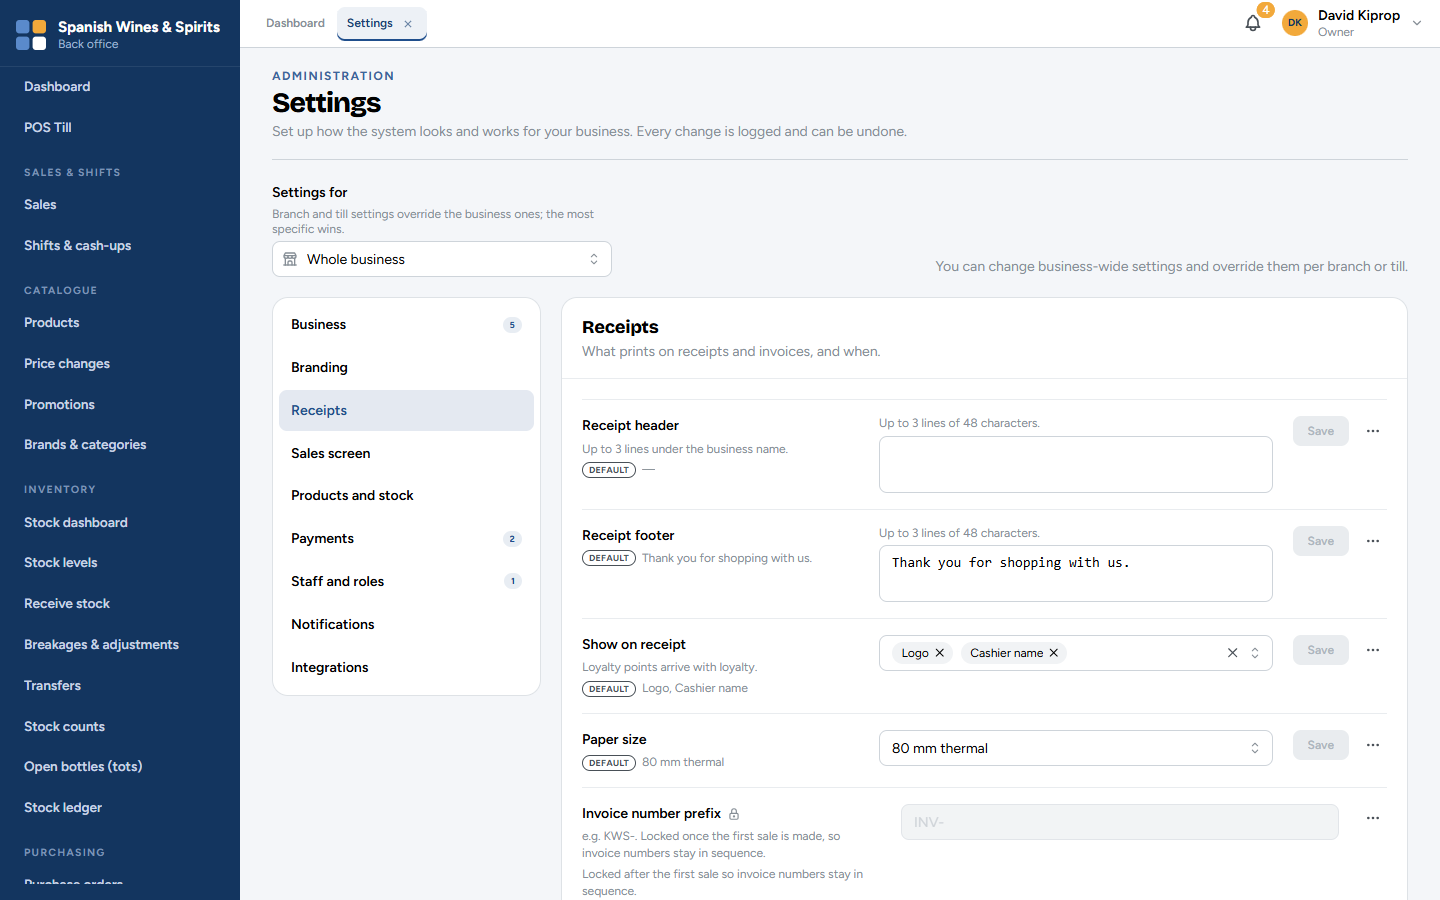 Spanish Wines & Spirits
Back office
Dashboard
POS Till
SALES & SHIFTS
Sales
Shifts & cash-ups
CATALOGUE
Products
Price changes
Promotions
Brands & categories
INVENTORY
Stock dashboard
Stock levels
Receive stock
Breakages & adjustments
Transfers
Stock counts
Open bottles (tots)
Stock ledger
PURCHASING
Purchase orders
Dashboard
Settings
4
DK
David Kiprop
Owner
ADMINISTRATION
Settings
Set up how the system looks and works for your business. Every change is logged and can be undone.
Settings for
Branch and till settings override the business ones; the most
specific wins.
Whole business
You can change business-wide settings and override them per branch or till.
Business 5
Branding
Receipts
Sales screen
Products and stock
Payments 2
Staff and roles 1
Notifications
Integrations
Receipts
What prints on receipts and invoices, and when.
Receipt header
Up to 3 lines under the business name.
DEFAULT —
Up to 3 lines of 48 characters.
Save
Receipt footer
DEFAULT Thank you for shopping with us.
Up to 3 lines of 48 characters.
Thank you for shopping with us.
Save
Show on receipt
Loyalty points arrive with loyalty.
DEFAULT Logo, Cashier name
Logo Cashier name
Save
Paper size
DEFAULT 80 mm thermal
80 mm thermal
Save
Invoice number prefix
e.g. KWS-. Locked once the first sale is made, so
invoice numbers stay in sequence.
Locked after the first sale so invoice numbers stay in
sequence.
INV-